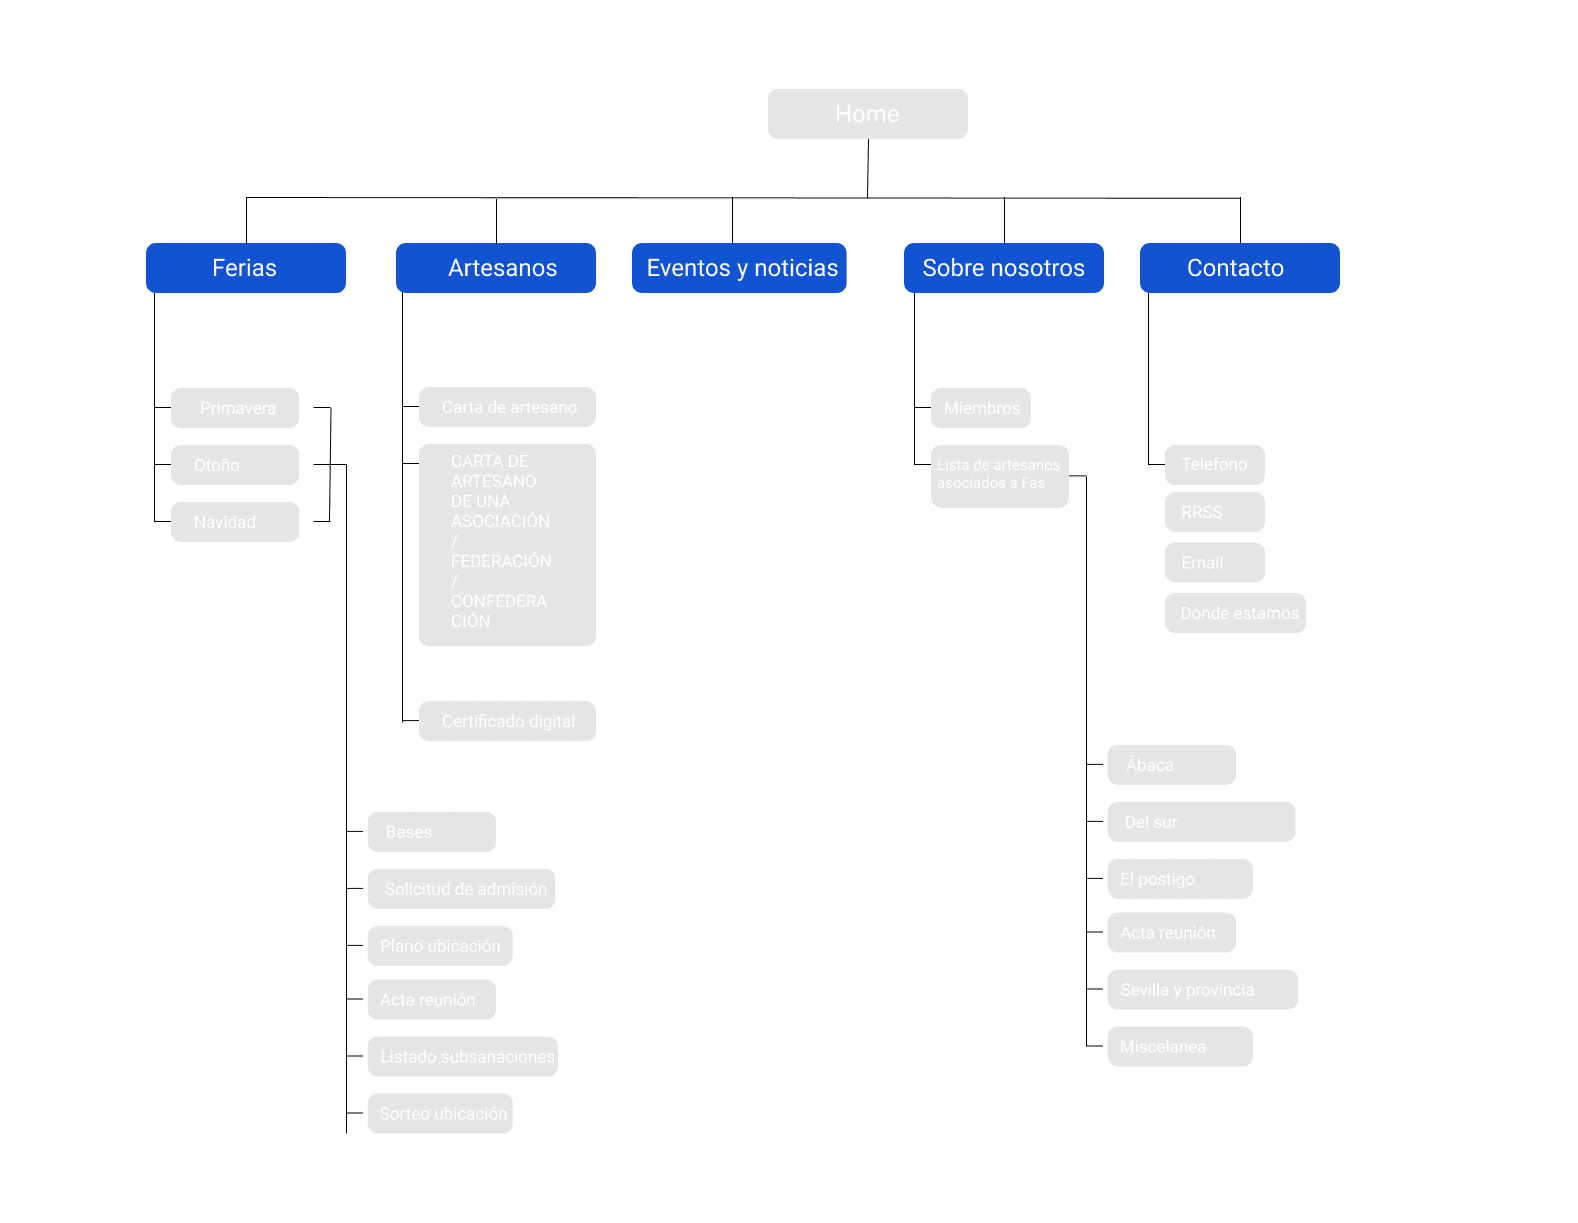 Home
Ferias
Artesanos
Eventos y noticias
Sobre nosotros
Contacto
Primavera
Otoño
Navidad
Carta de artesano
CARTA DE
ARTESANO
DE UNA
ASOCIACIÓN
/
FEDERACIÓN
/
CONFEDERA
CIÓN
Certificado digital
Miembros
Lista de artesanos
asociados a Fas
Telefono
RRSS
Email
Donde estamos
Bases
Solicitud de admisión
Plano ubicación
Acta reunión
Listado subsanaciones
Sorteo ubicación
Ábaca
Del sur
El postigo
Acta reunión
Sevilla y provincia
Miscelanea